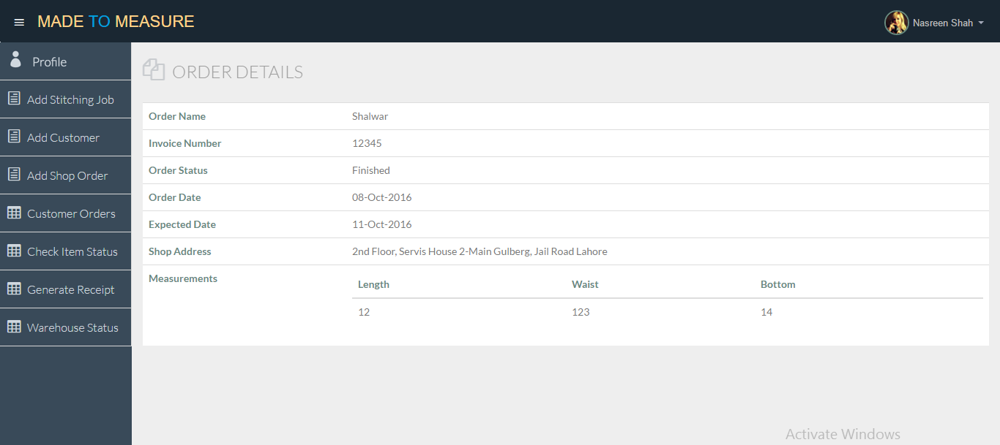 MADE TO MEASURE
Nasreen Shah
Profile
Add Stitching Job
Add Customer
Add Shop Order
Customer Orders
Check Item Status
Generate Receipt
Warehouse Status
ORDER DETAILS
Order Name Shalwar
Invoice Number 12345
Order Status Finished
Order Date 08-Oct-2016
Expected Date 11-Oct-2016
Shop Address 2nd Floor, Servis House 2-Main Gulberg, Jail Road Lahore
Measurements
Length Waist Bottom
12 123 14
Activate Windows